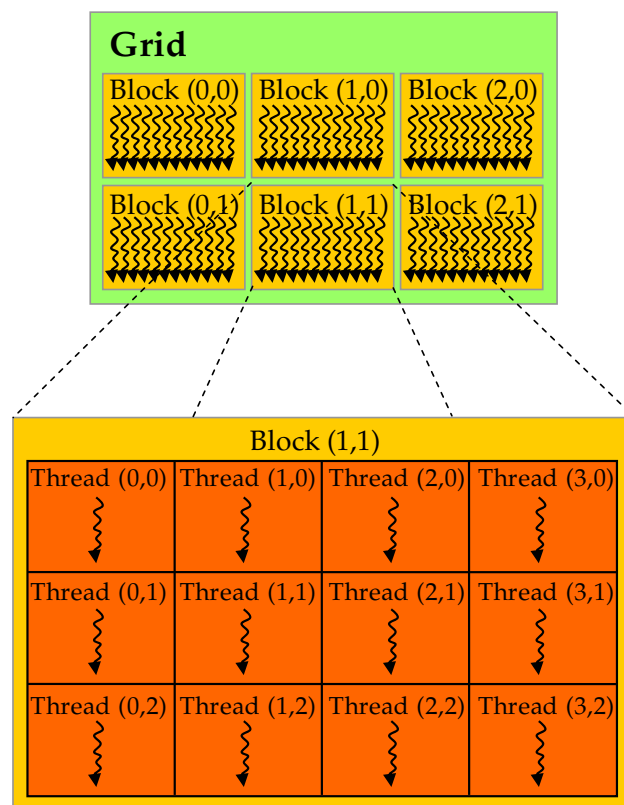 Grid
Block (0,0) Block (1,0) Block (2,0)
Block (0,1) Block (1,1) Block (2,1)
Block (1,1)
Thread (0,0) Thread (1,0) Thread (2,0) Thread (3,0)
Thread (0,1) Thread (1,1) Thread (2,1) Thread (3,1)
Thread (0,2) Thread (1,2) Thread (2,2) Thread (3,2)